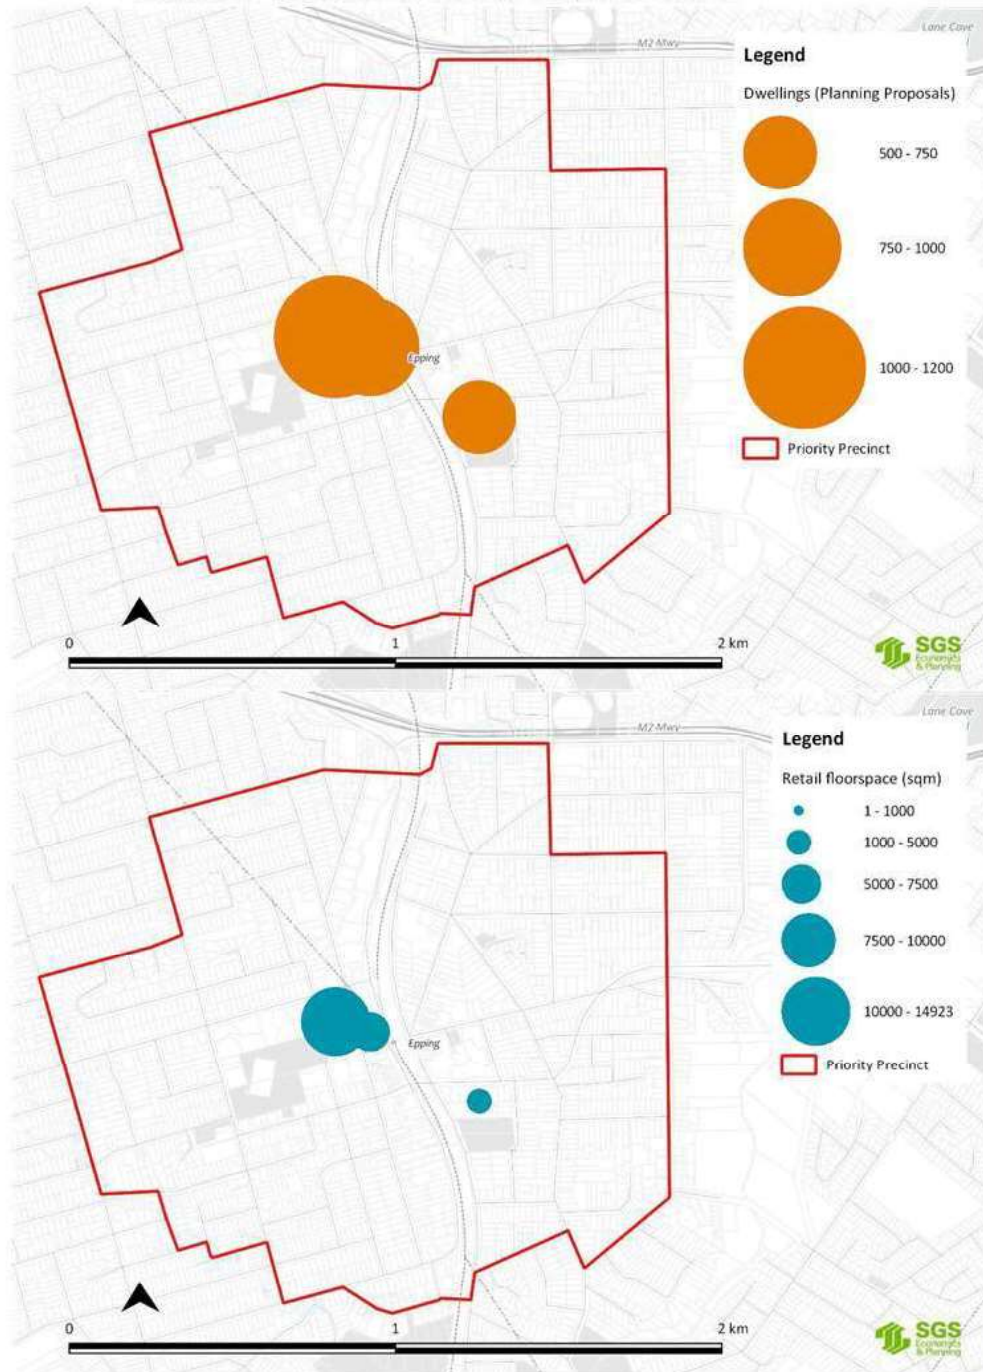 M2 Mwy
Lane Cove
Legend
Dwellings (Planning Proposals)
500 - 750
750 - 1000
1000 - 1200
Priority Precinct
Epping
0 1 2 km
SGS
Economics
& Planning
M2 Mwy
Lane Cove
Legend
Retail floorspace (sqm)
1 - 1000
1000 - 5000
5000 - 7500
7500 - 10000
10000 - 14923
Priority Precinct
Epping
0 1 2 km
SGS
Economics
& Planning